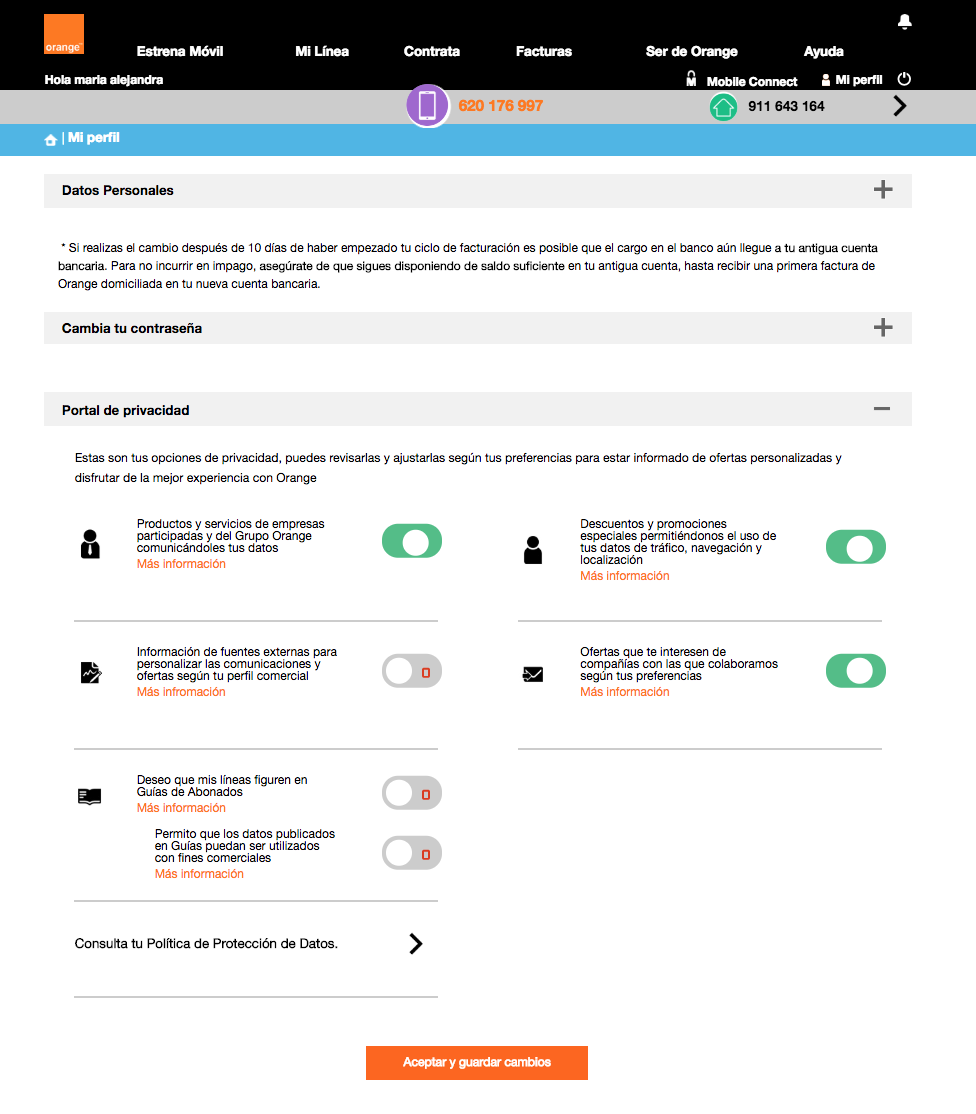 orange™
Estrena Móvil
Mi Línea
Contrata
Facturas
Ser de Orange
Ayuda
Hola marla alejandra
Mobile Connect
Mi perfil
620 176 997
911 643 164
| Mi perfil
Datos Personales
* Si realizas el cambio después de 10 días de haber empezado tu ciclo de facturación es posible que el cargo en el banco aún llegue a tu antigua cuenta
bancaria. Para no incurrir en impago, asegúrate de que sigues disponiendo de saldo suficiente en tu antigua cuenta, hasta recibir una primera factura de
Orange domiciliada en tu nueva cuenta bancaria.
Cambia tu contraseña
Portal de privacidad
Estas son tus opciones de privacidad, puedes revisarlas y ajustarlas según tus preferencias para estar informado de ofertas personalizadas y
disfrutar de la mejor experiencia con Orange
Productos y servicios de empresas
participadas y del Grupo Orange
comunicándoles tus datos
Más información
Descuentos y promociones
especiales permitiéndonos el uso de
tus datos de tráfico, navegación y
localización
Más información
Información de fuentes externas para
personalizar las comunicaciones y
ofertas según tu perfil comercial
Más infromación
Ofertas que te interesen de
compañías con las que colaboramos
según tus preferencias
Más información
Deseo que mis líneas figuren en
Guías de Abonados
Más información
Permito que los datos publicados
en Guías puedan ser utilizados
con fines comerciales
Más información
Consulta tu Política de Protección de Datos.
Aceptar y guardar cambios